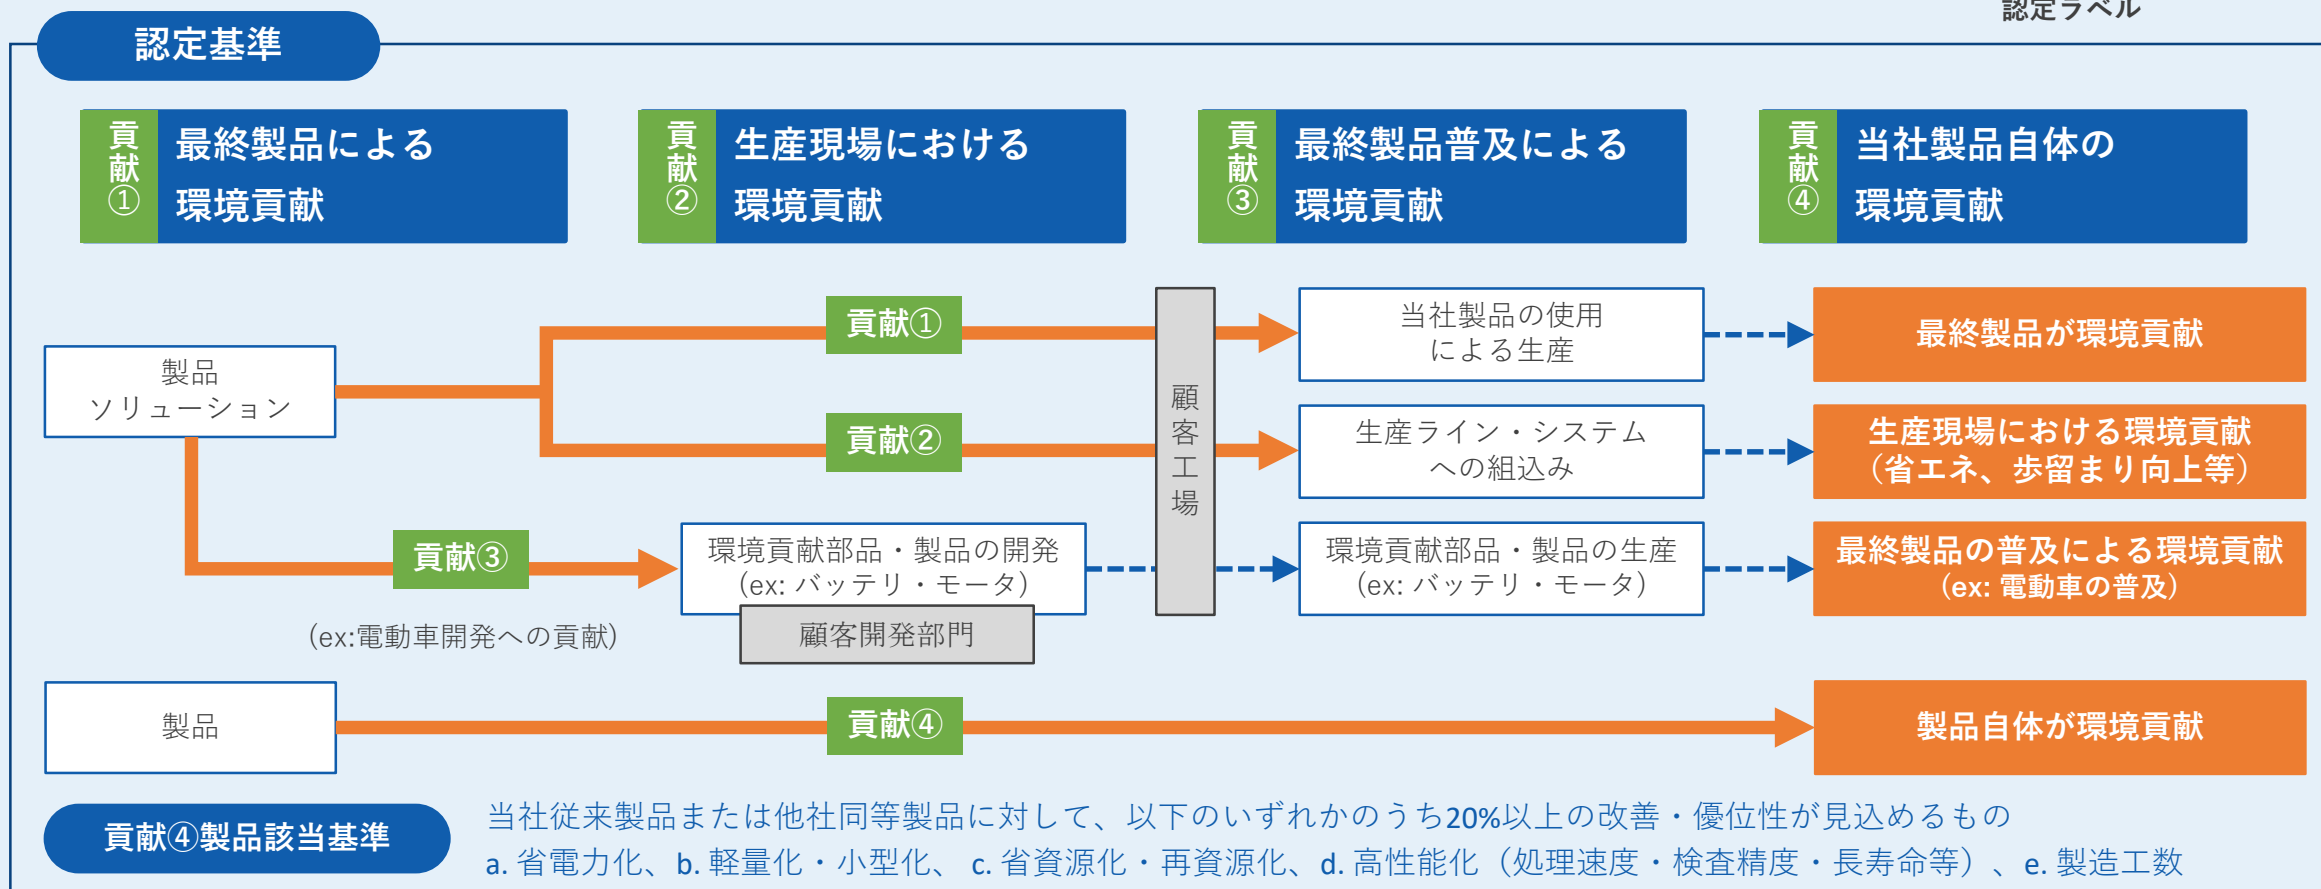 認定ラベル
認定基準
貢献①
最終製品による
環境貢献
貢献②
生産現場における
環境貢献
貢献③
最終製品普及による
環境貢献
貢献④
当社製品自体の
環境貢献
製品
ソリューション
貢献①
顧客工場
当社製品の使用
による生産
最終製品が環境貢献
貢献②
生産ライン・システム
への組込み
生産現場における環境貢献
（省エネ、歩留まり向上等）
貢献③
(ex:電動車開発への貢献)
環境貢献部品・製品の開発
(ex: バッテリ・モータ)
顧客開発部門
環境貢献部品・製品の生産
(ex: バッテリ・モータ)
最終製品の普及による環境貢献
(ex: 電動車の普及)
製品
貢献④
製品自体が環境貢献
貢献④製品該当基準
当社従来製品または他社同等製品に対して、以下のいずれかのうち20%以上の改善・優位性が見込めるもの
a. 省電力化、b. 軽量化・小型化、 c. 省資源化・再資源化、d. 高性能化（処理速度・検査精度・長寿命等）、e. 製造工数